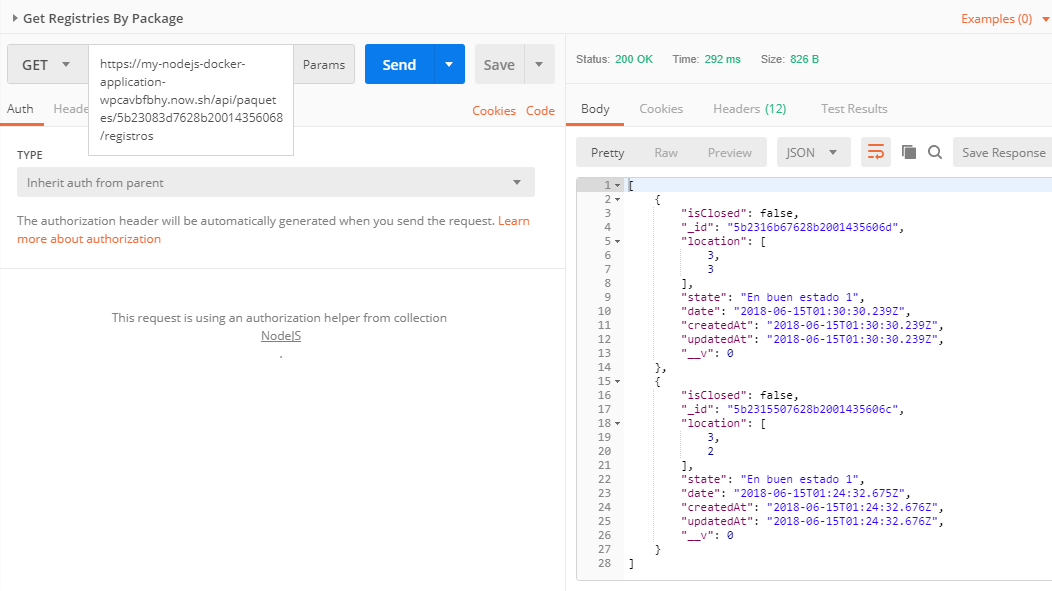 Get Registries By Package
Examples (0)
GET
https://my-nodejs-docker-
application-
wpcavbfbhy.now.sh/api/paquet
es/5b23083d7628b20014356068
/registros
Params
Send
Save
Status: 200 OK Time: 292 ms Size: 826 B
Auth
Heade
Cookies Code
Body Cookies Headers (12) Test Results
TYPE
Inherit auth from parent
The authorization header will be automatically generated when you send the request. Learn
more about authorization
This request is using an authorization helper from collection
NodeJS
.
Pretty Raw Preview JSON Save Response
1 [
2 {
3 "isClosed": false,
4 "_id": "5b2316b67628b2001435606d",
5 "location": [
6 3,
7 3
8 ],
9 "state": "En buen estado 1",
10 "date": "2018-06-15T01:30:30.239Z",
11 "createdAt": "2018-06-15T01:30:30.239Z",
12 "updatedAt": "2018-06-15T01:30:30.239Z",
13 "__v": 0
14 },
15 {
16 "isClosed": false,
17 "_id": "5b2315507628b2001435606c",
18 "location": [
19 3,
20 2
21 ],
22 "state": "En buen estado 1",
23 "date": "2018-06-15T01:24:32.675Z",
24 "createdAt": "2018-06-15T01:24:32.676Z",
25 "updatedAt": "2018-06-15T01:24:32.676Z",
26 "__v": 0
27 }
28 ]